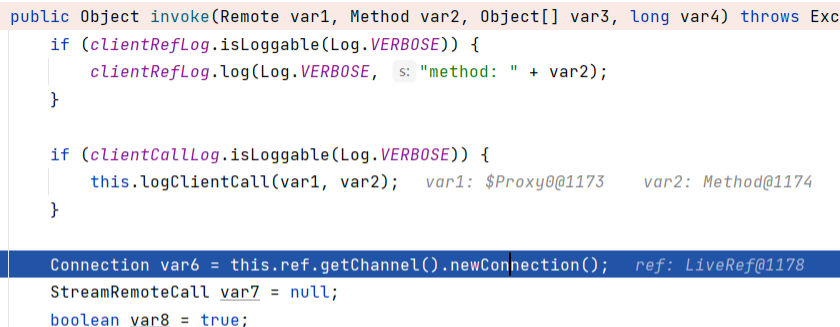 public Object invoke(Remote var1, Method var2, Object[] var3, long var4) throws Exc
if (clientRefLog.isLoggable(Log.VERBOSE)) {
clientRefLog.log(Log.VERBOSE, s: "method: " + var2);
}
if (clientCallLog.isLoggable(Log.VERBOSE)) {
this.logClientCall(var1, var2); var1: $Proxy0@1173 var2: Method@1174
}
Connection var6 = this.ref.getChannel().newConnection(); ref: LiveRef@1178
StreamRemoteCall var7 = null;
boolean var8 = true;